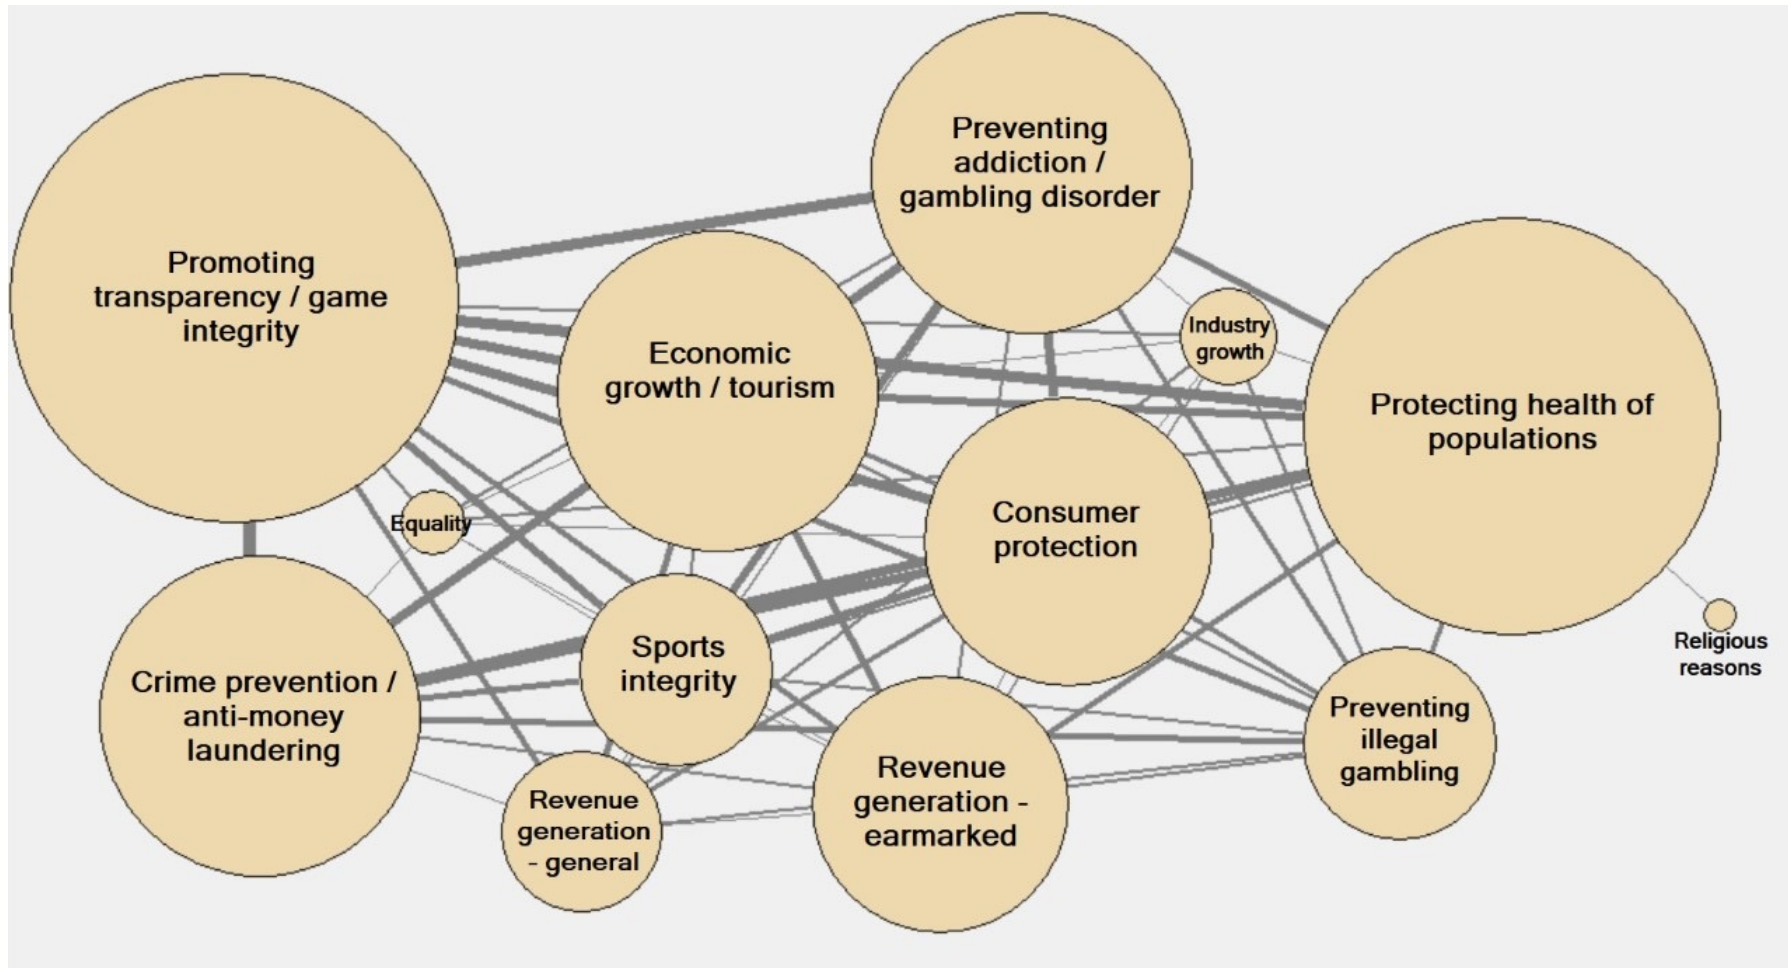 Preventing
addiction /
gambling disorder
Promoting
transparency / game
integrity
Industry
growth
Economic
growth / tourism
Protecting health of
populations
Equality
Consumer
protection
Religious
reasons
Sports
integrity
Crime prevention /
anti-money
laundering
Preventing
illegal
gambling
Revenue
generation -
earmarked
Revenue
generation
- general